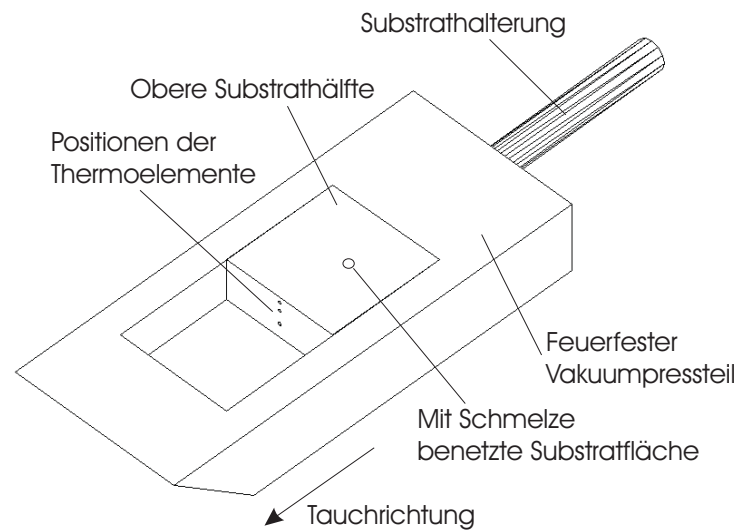 Substrathalterung
Obere Substrathälfte
Positionen der
Thermoelemente
Feuerfester
Vakuumpressteil
Mit Schmelze
benetzte Substratfläche
Tauchrichtung